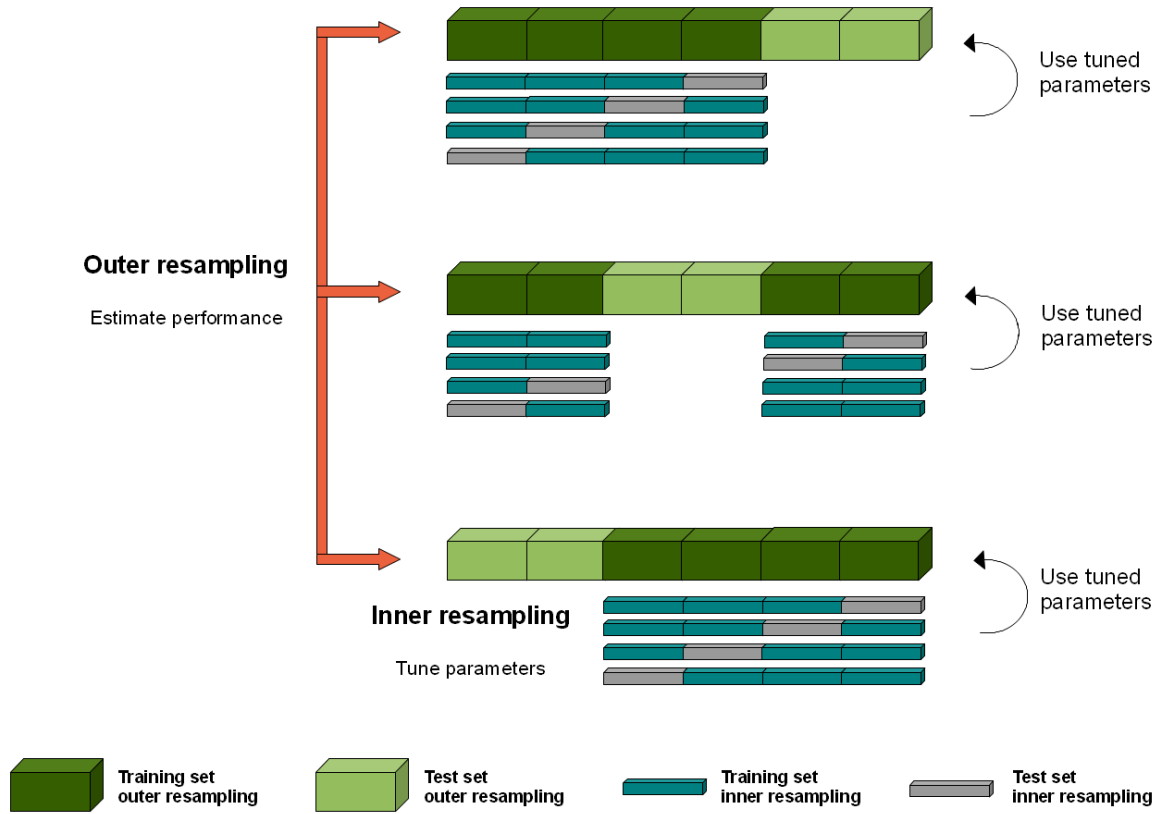 Use tuned
parameters
Outer resampling
Estimate performance
Use tuned
parameters
Inner resampling
Tune parameters
Use tuned
parameters
Training set
outer resampling
Test set
outer resampling
Training set
inner resampling
Test set
inner resampling